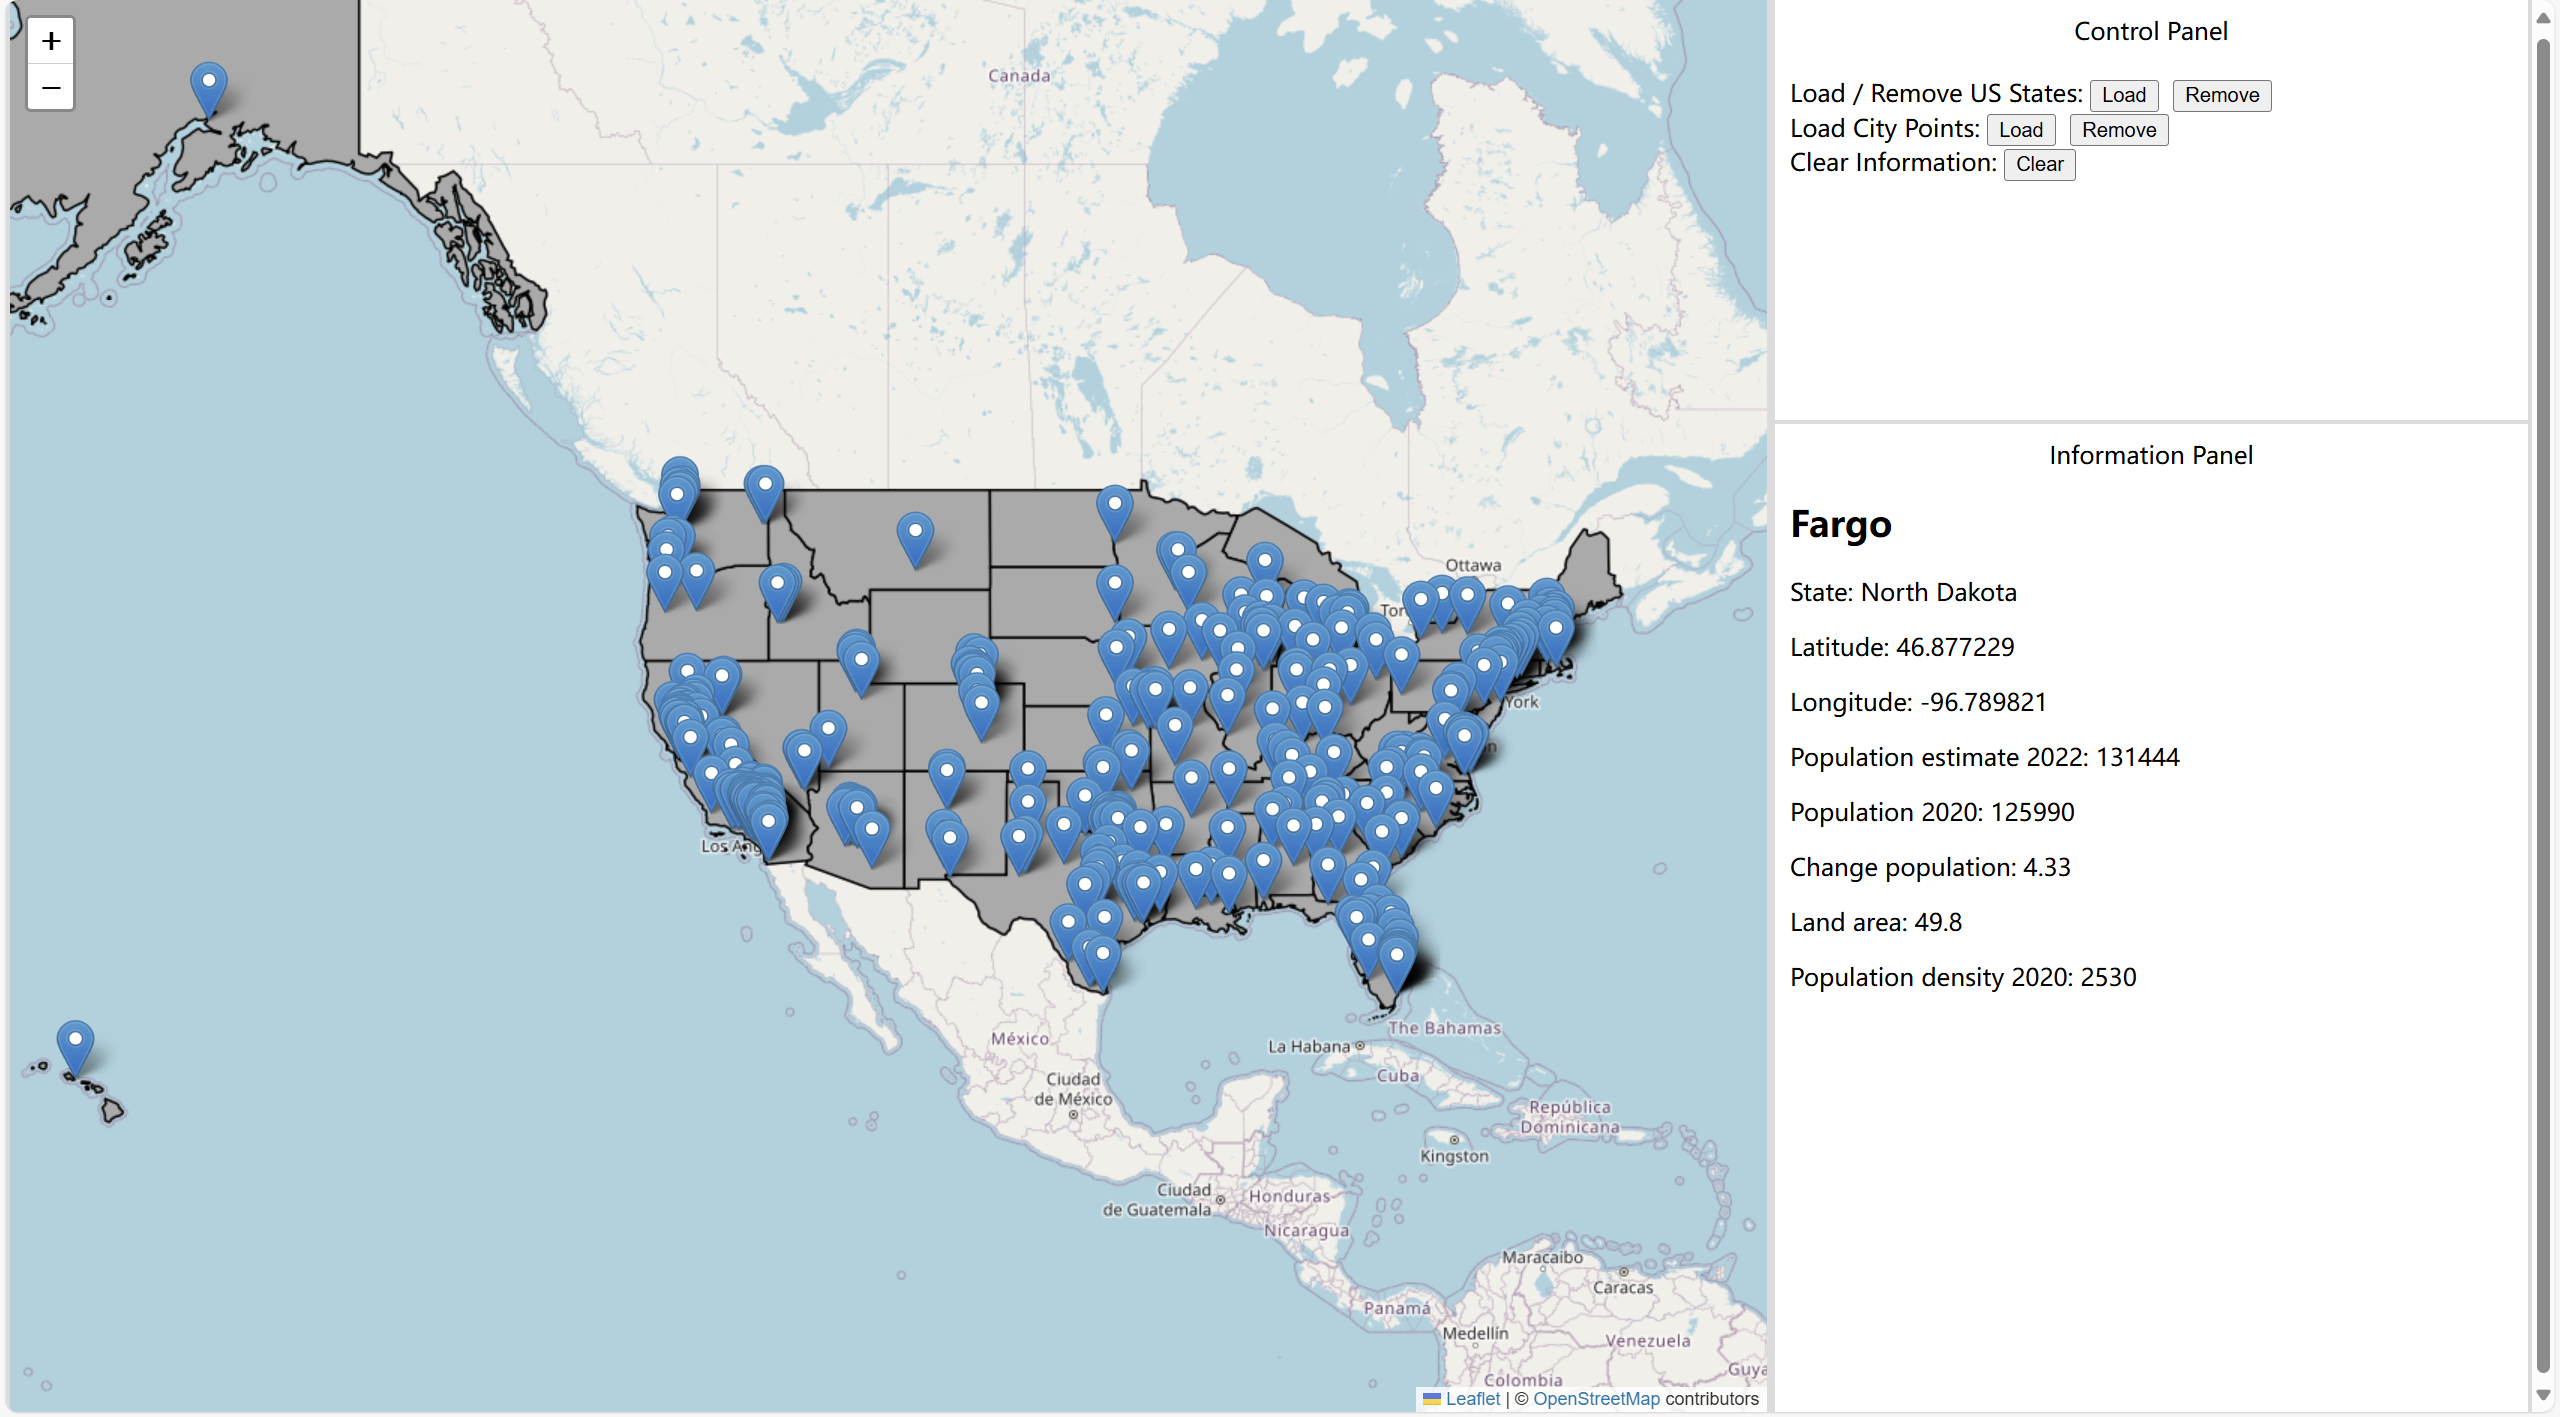 +
−
Canada
Ottawa
Tor
York
n
Los Ang
México
Ciudad
de México
La Habana
The Bahamas
Cuba
República
Dominicana
Kingston
Ciudad
de Guatemala
Honduras
Nicaragua
Maracaibo
Caracas
Panamá
Medellín
Venezuela
Guya
Colombia
Leaflet | © OpenStreetMap contributors
Control Panel
Load / Remove US States: Load Remove
Load City Points: Load Remove
Clear Information: Clear
Information Panel
Fargo
State: North Dakota
Latitude: 46.877229
Longitude: -96.789821
Population estimate 2022: 131444
Population 2020: 125990
Change population: 4.33
Land area: 49.8
Population density 2020: 2530